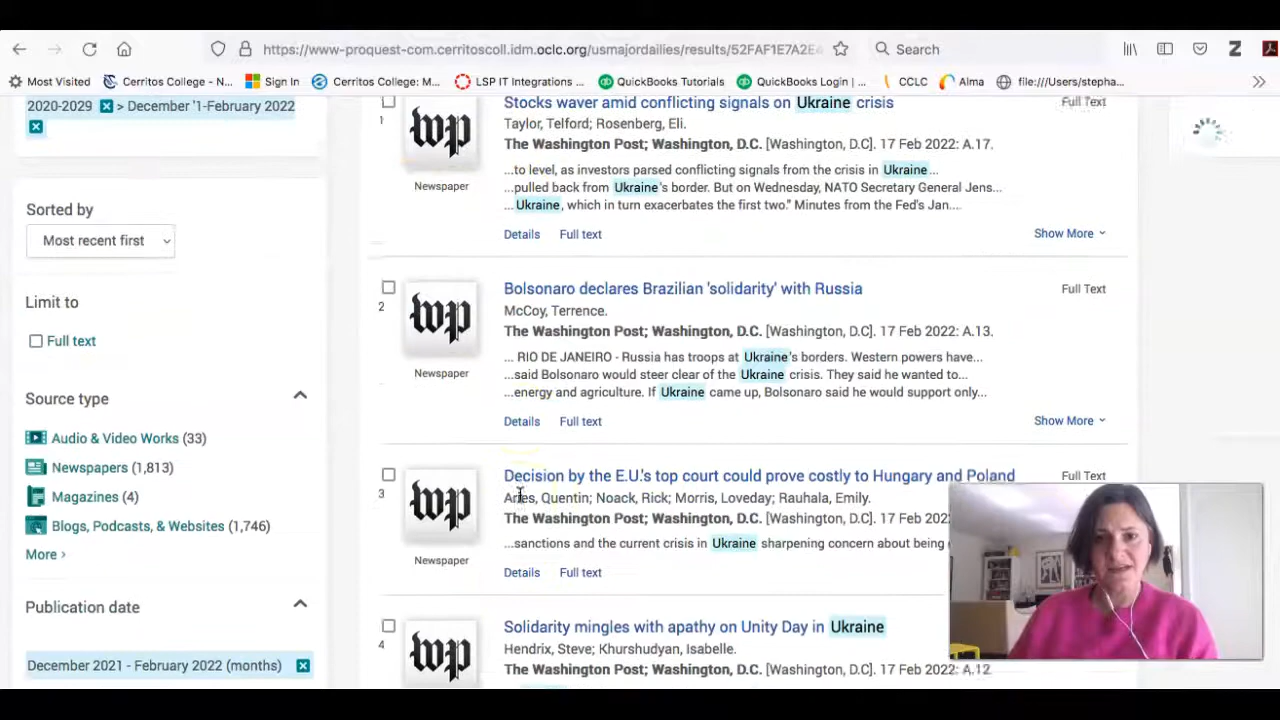 https://www-proquest-com.cerritoscoll.idm.oclc.org/usmajordailies/results/52FAF1E7A2E4
Search
Most Visited
Cerritos College - N...
Sign In
Cerritos College: M...
LSP IT Integrations ...
QuickBooks Tutorials
QuickBooks Login | ...
CCLC
Alma
file:///Users/stepha...
2020-2029 > December '1-February 2022
Sorted by
Most recent first
Limit to
Full text
Source type
Audio & Video Works (33)
Newspapers (1,813)
Magazines (4)
Blogs, Podcasts, & Websites (1,746)
More ›
Publication date
December 2021 - February 2022 (months)
1
wp
Newspaper
Stocks waver amid conflicting signals on Ukraine crisis
Full Text
Taylor, Telford; Rosenberg, Eli.
The Washington Post; Washington, D.C. [Washington, D.C]. 17 Feb 2022: A.17.
...to level, as investors parsed conflicting signals from the crisis in Ukraine...
...pulled back from Ukraine's border. But on Wednesday, NATO Secretary General Jens...
...Ukraine, which in turn exacerbates the first two." Minutes from the Fed's Jan....
Details Full text
Show More
2
wp
Newspaper
Bolsonaro declares Brazilian 'solidarity' with Russia
Full Text
McCoy, Terrence.
The Washington Post; Washington, D.C. [Washington, D.C]. 17 Feb 2022: A.13.
... RIO DE JANEIRO - Russia has troops at Ukraine's borders. Western powers have...
...said Bolsonaro would steer clear of the Ukraine crisis. They said he wanted to...
...energy and agriculture. If Ukraine came up, Bolsonaro said he would support only...
Details Full text
Show More
3
wp
Newspaper
Decision by the E.U.'s top court could prove costly to Hungary and Poland
Full Text
Quentin; Noack, Rick; Morris, Loveday; Rauhala, Emily.
The Washington Post; Washington, D.C. [Washington, D.C]. 17 Feb 202
...sanctions and the current crisis in Ukraine sharpening concern about being
Details Full text
4
wp
Solidarity mingles with apathy on Unity Day in Ukraine
Hendrix, Steve; Khurshudyan, Isabelle.
The Washington Post; Washington, D.C. [Washington, D.C]. 17 Feb 2022: A.12.